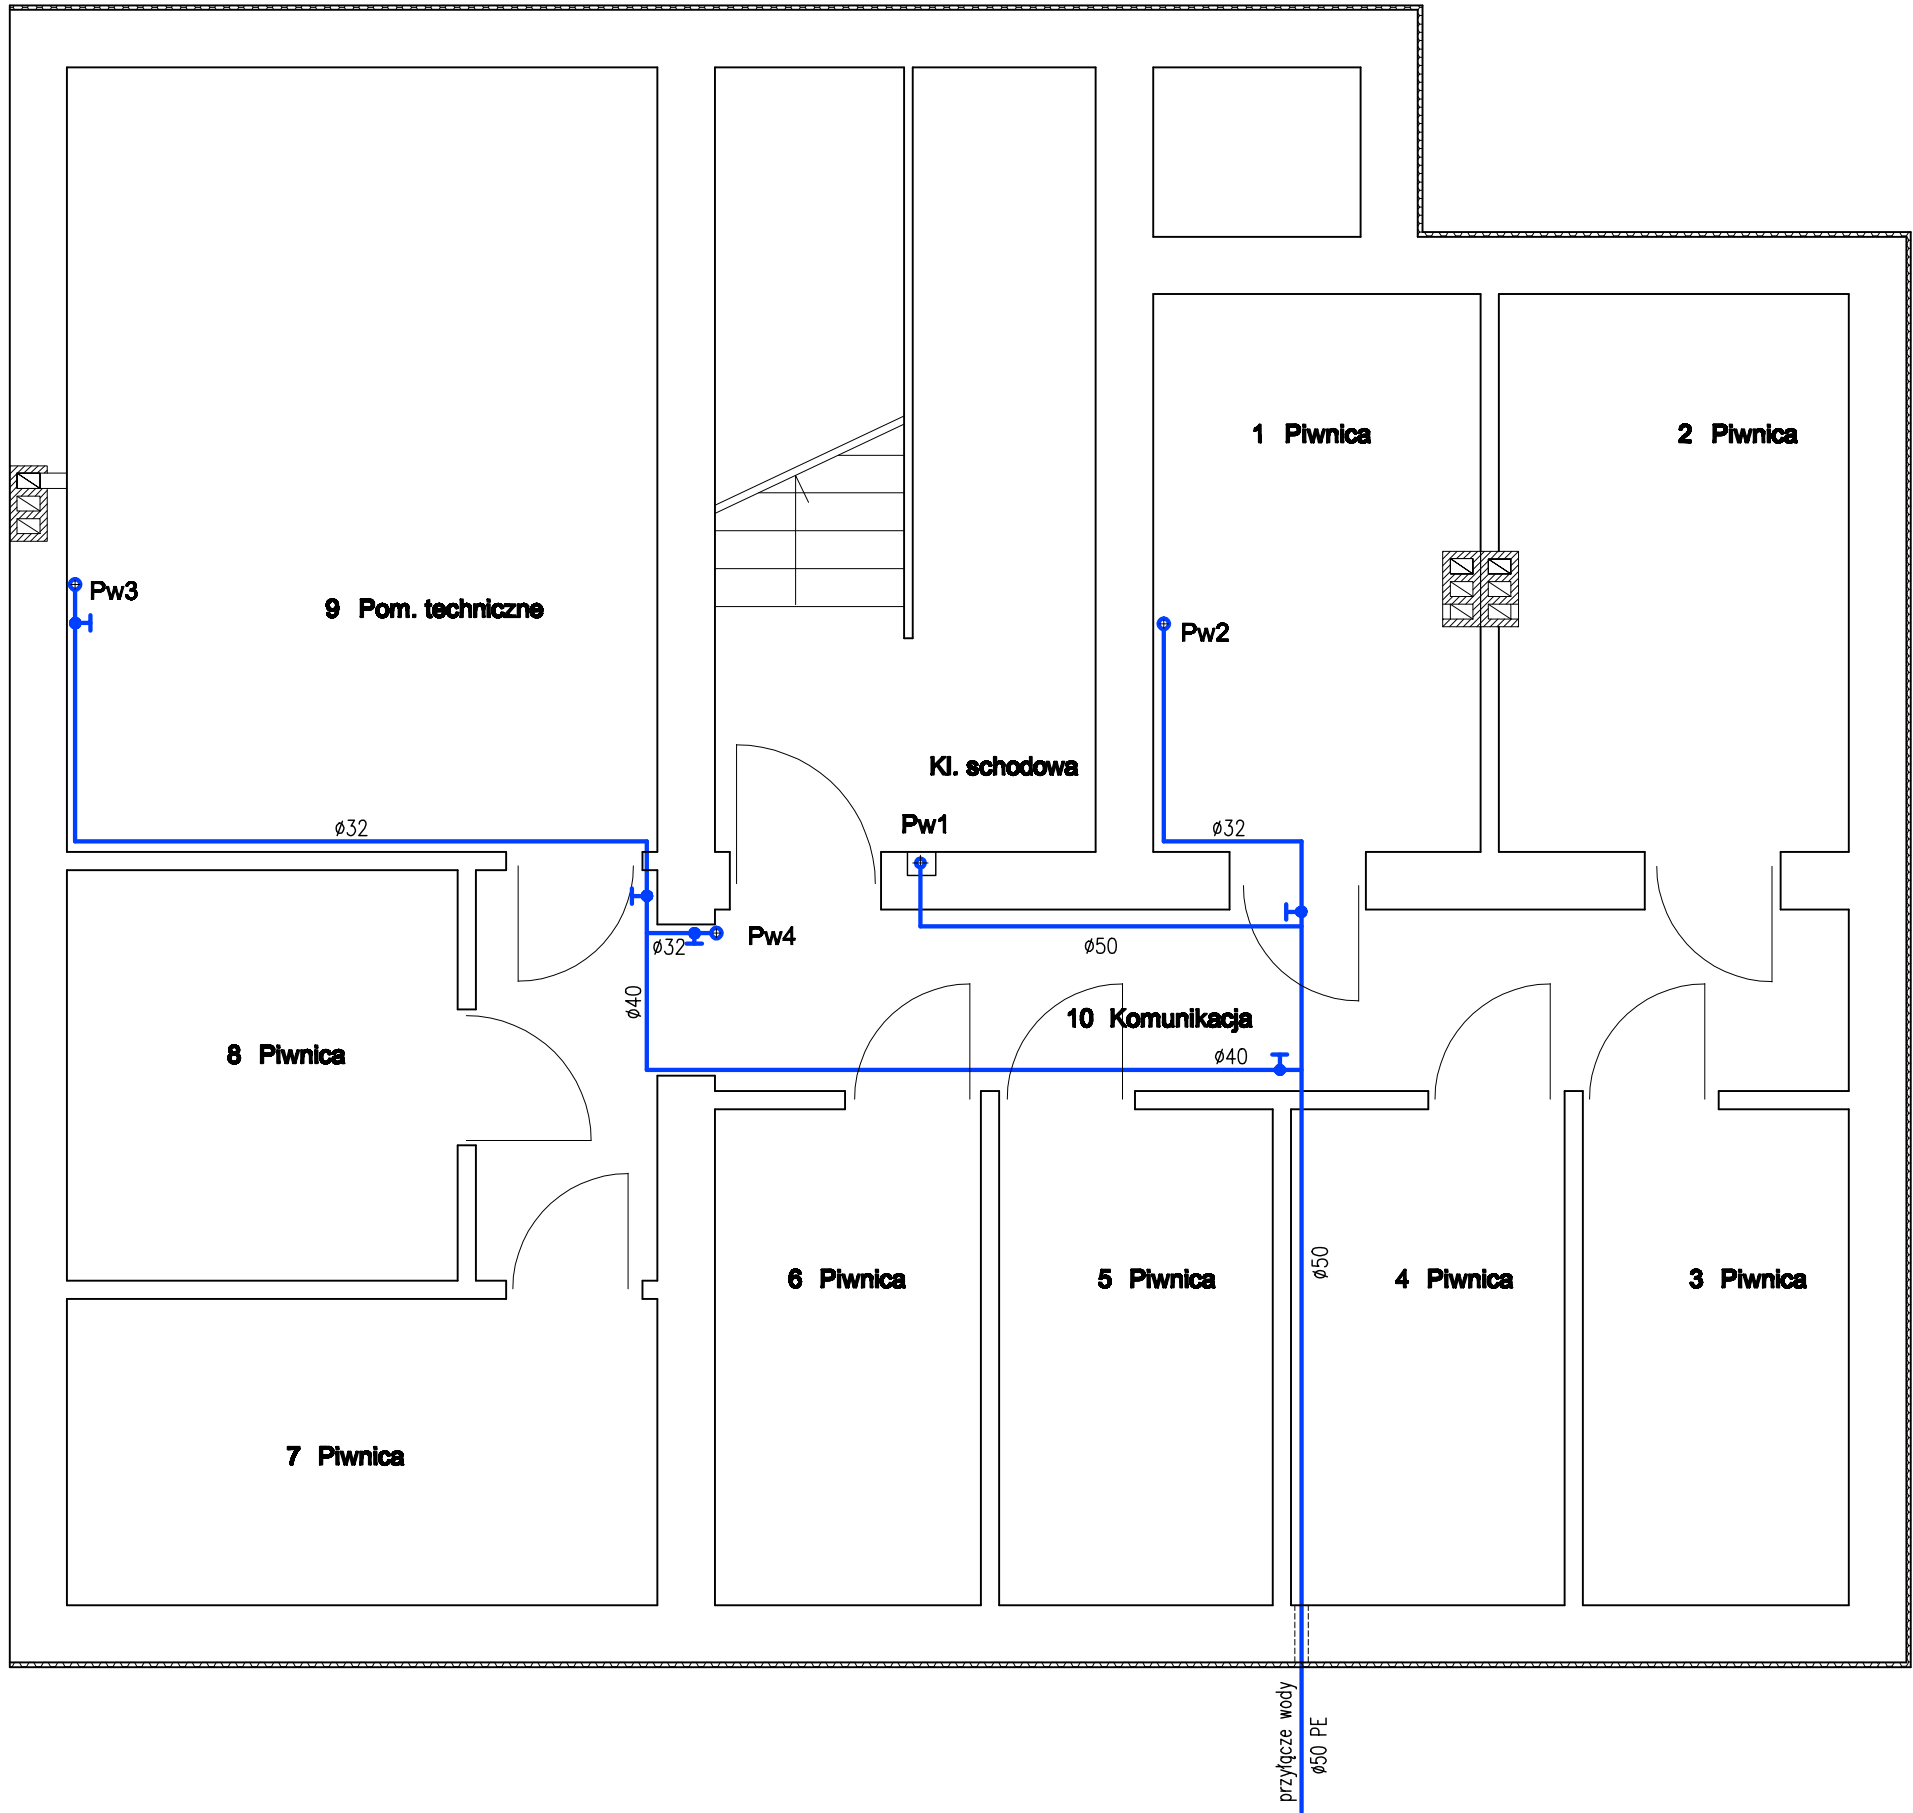 1 Piwnica
2 Piwnica
Pw3
9 Pom. techniczne
Pw2
Kl. schodowa
Pw1
ø32
ø32
Pw4
ø32
ø50
ø40
10 Komunikacja
8 Piwnica
ø40
ø50
6 Piwnica
5 Piwnica
4 Piwnica
3 Piwnica
7 Piwnica
przyłącze wody
ø50 PE